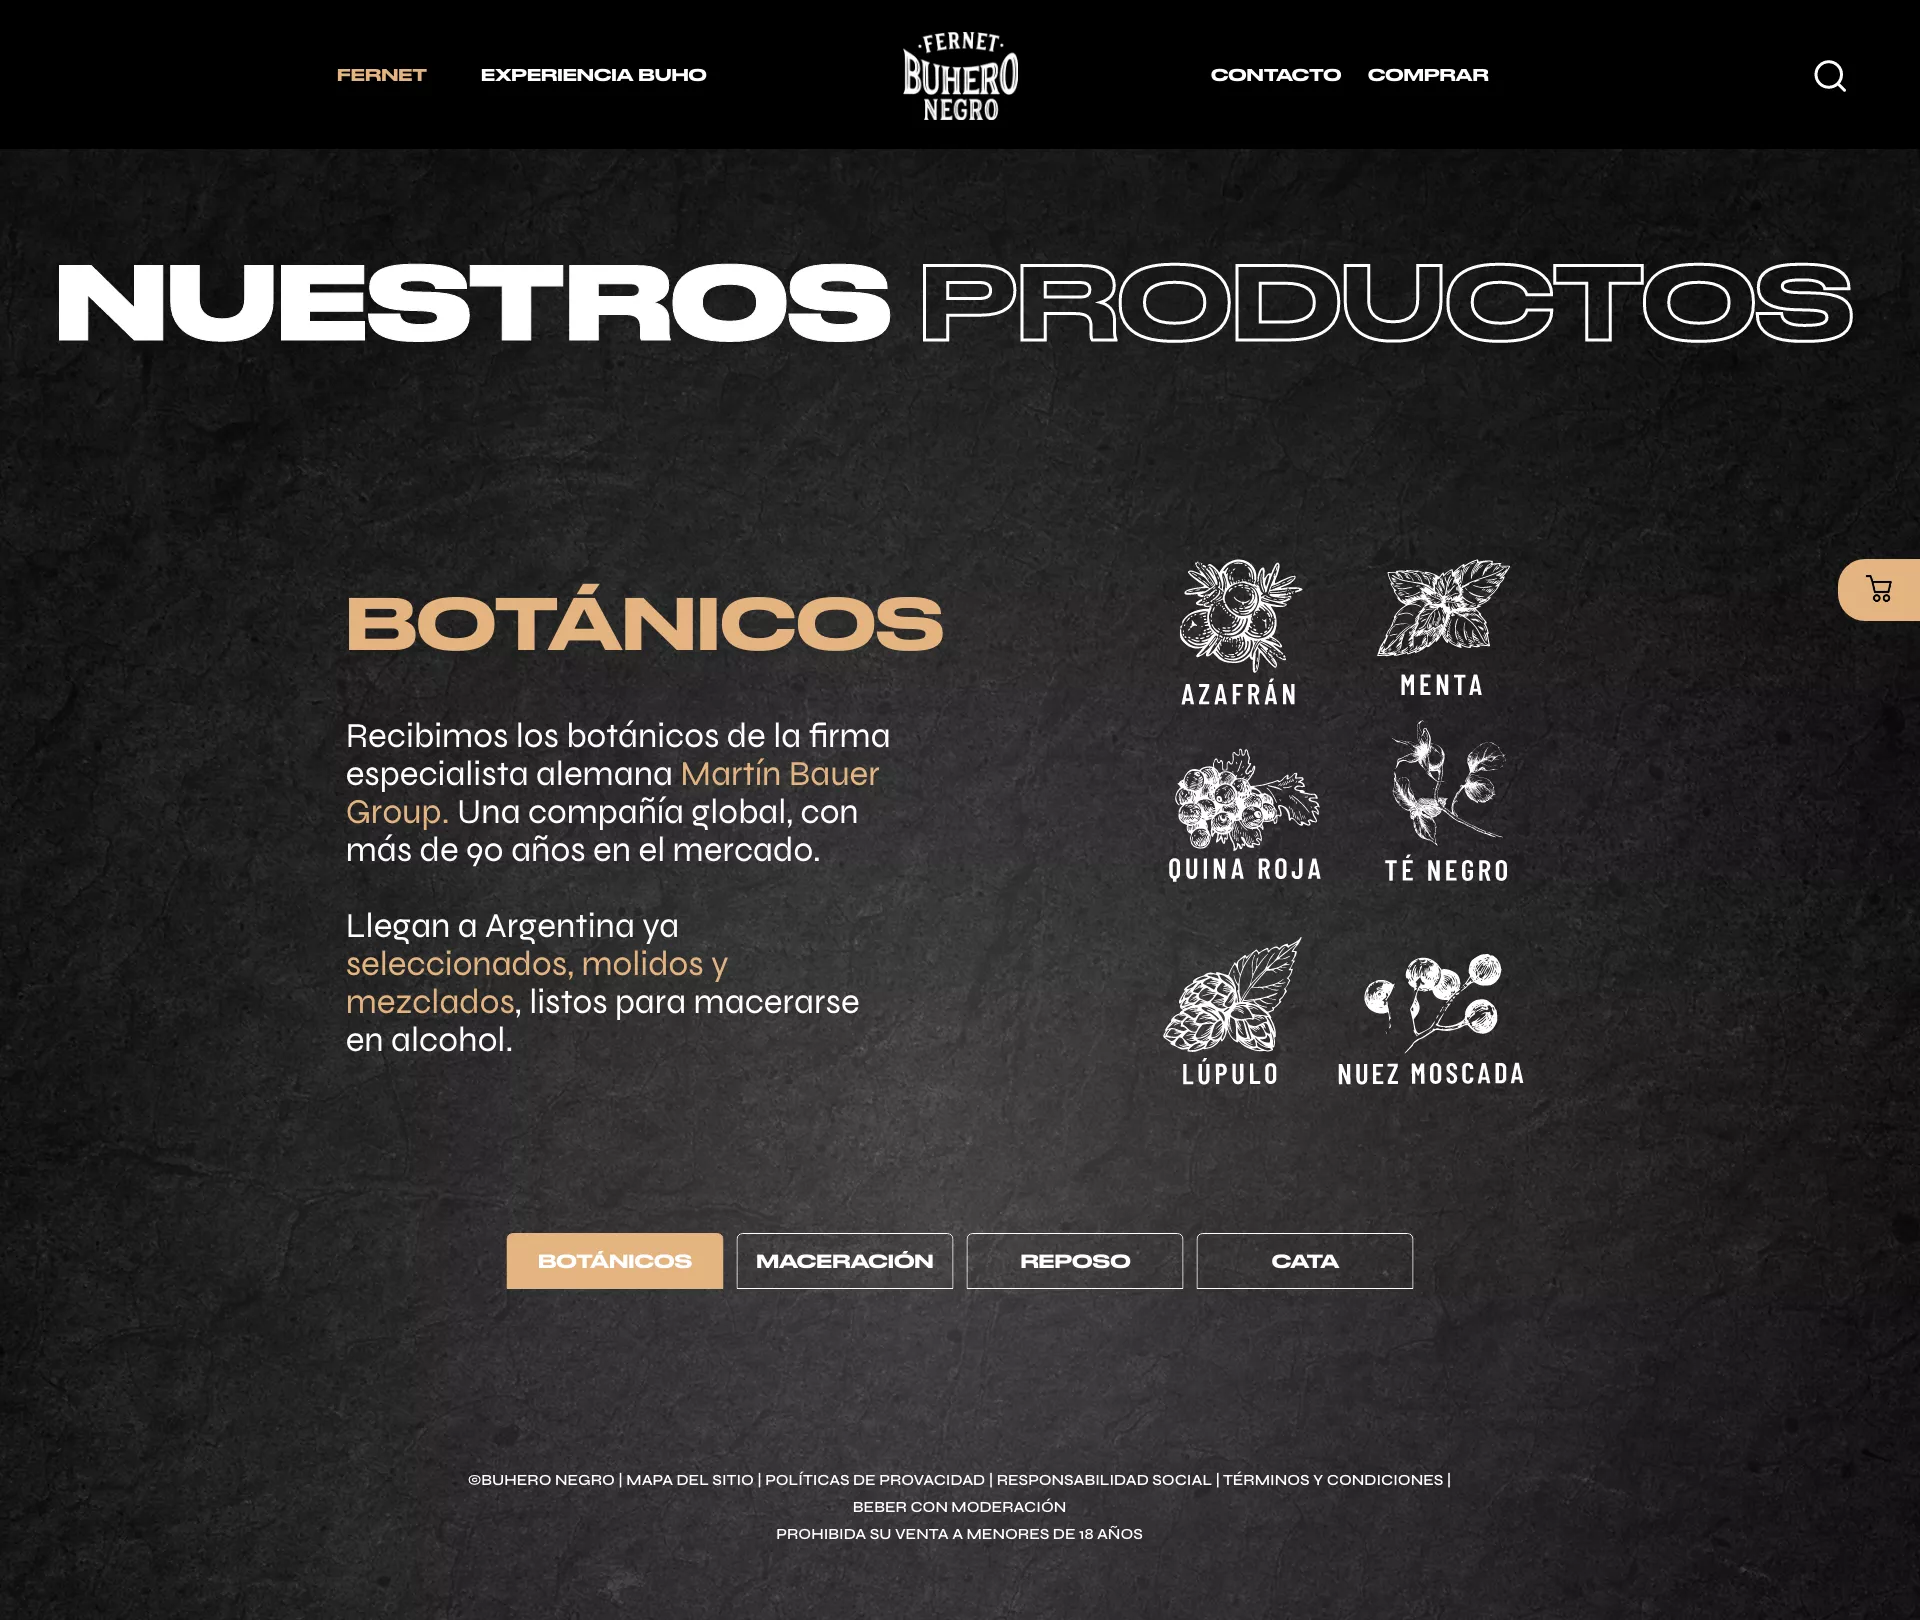 FERNET EXPERIENCIA BUHO
·FERNET·
BUHERO
NEGRO
CONTACTO COMPRAR
NUESTROS PRODUCTOS
BOTÁNICOS
Recibimos los botánicos de la firma
especialista alemana Martín Bauer
Group. Una compañía global, con
más de 90 años en el mercado.
Llegan a Argentina ya
seleccionados, molidos y
mezclados, listos para macerarse
en alcohol.
AZAFRÁN
MENTA
QUINA ROJA
TÉ NEGRO
LÚPULO
NUEZ MOSCADA
BOTÁNICOS MACERACIÓN REPOSO CATA
©BUHERO NEGRO | MAPA DEL SITIO | POLÍTICAS DE PROVACIDAD | RESPONSABILIDAD SOCIAL | TÉRMINOS Y CONDICIONES |
BEBER CON MODERACIÓN
PROHIBIDA SU VENTA A MENORES DE 18 AÑOS